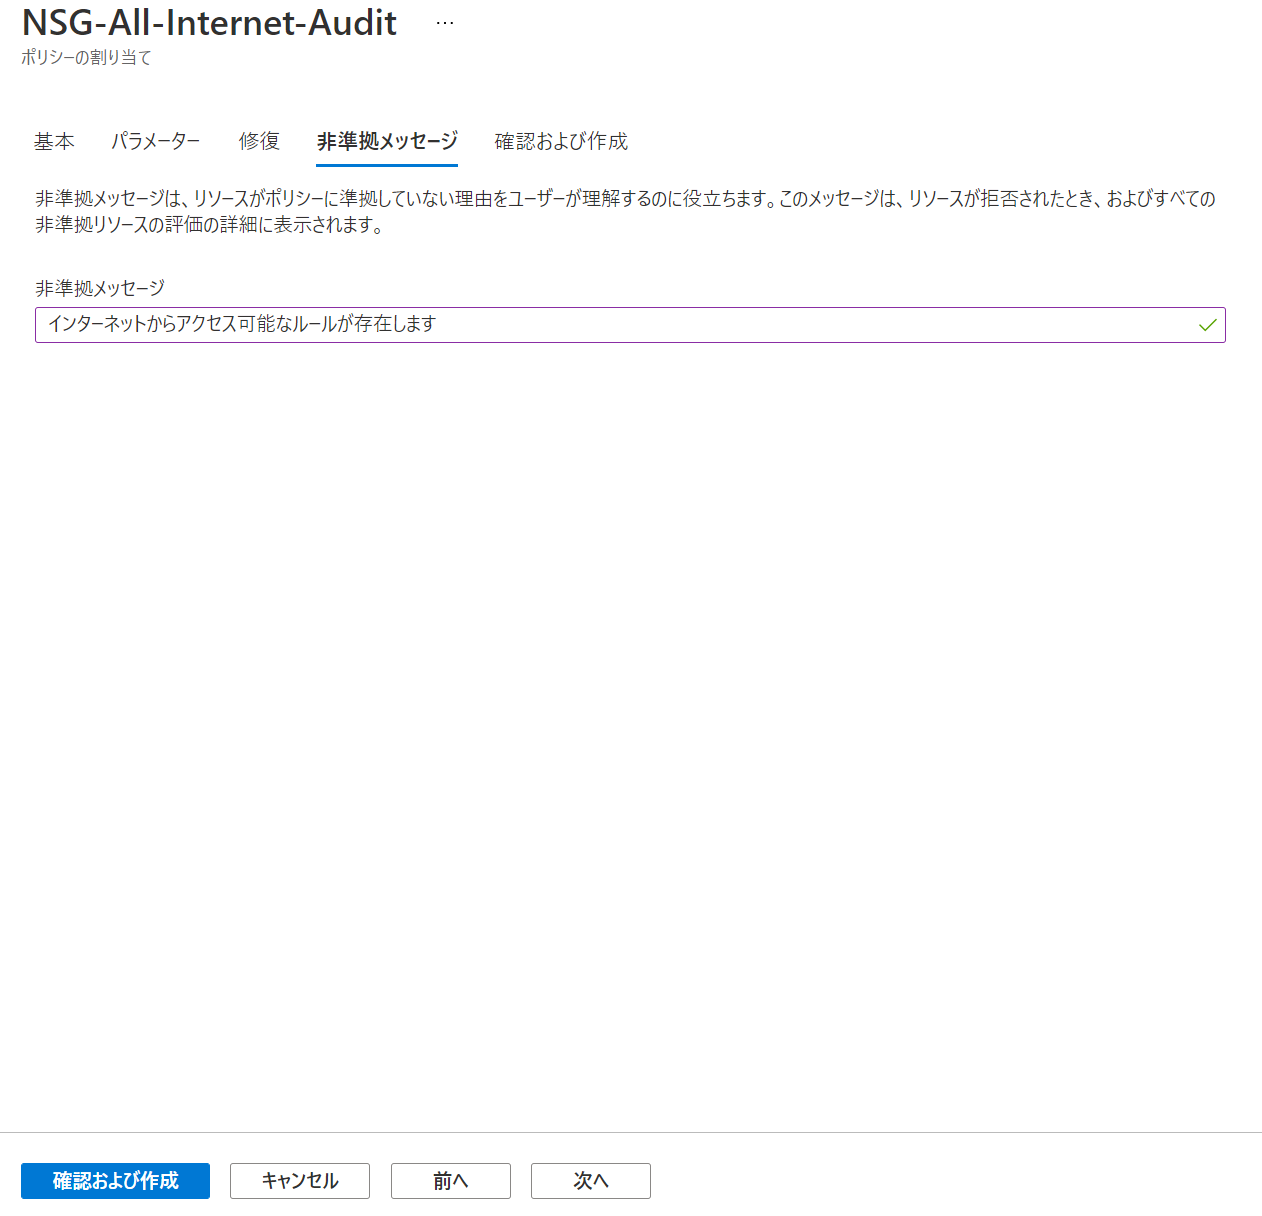 NSG-All-Internet-Audit ...
ポリシーの割り当て
基本 パラメーター 修復 非準拠メッセージ 確認および作成
非準拠メッセージは、リソースがポリシーに準拠していない理由をユーザーが理解するのに役立ちます。このメッセージは、リソースが拒否されたとき、およびすべての
非準拠リソースの評価の詳細に表示されます。
非準拠メッセージ
インターネットからアクセス可能なルールが存在します
確認および作成 キャンセル 前へ 次へ